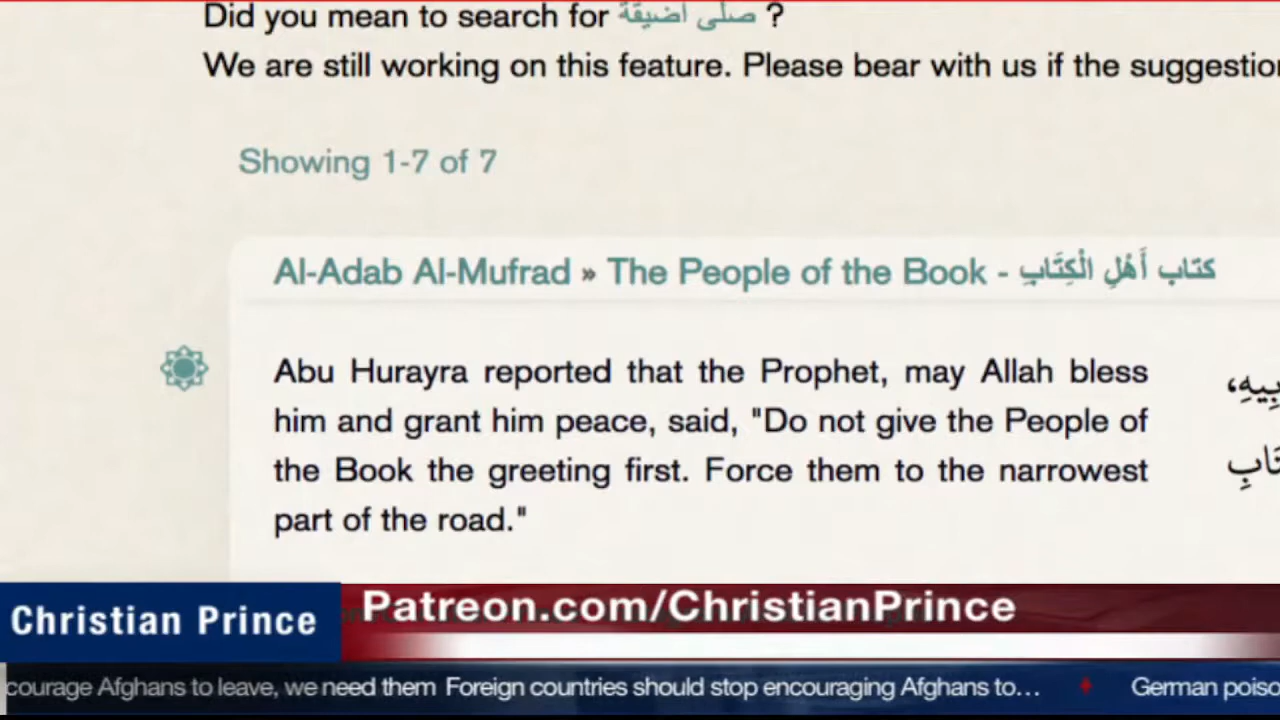 Did you mean to search for صلى اضيقة ?
We are still working on this feature. Please bear with us if the suggestion
Showing 1-7 of 7
Al-Adab Al-Mufrad » The People of the Book - كتاب أَهْلِ الْكِتَابِ
Abu Hurayra reported that the Prophet, may Allah bless
him and grant him peace, said, "Do not give the People of
the Book the greeting first. Force them to the narrowest
part of the road."
Christian Prince
Patreon.com/ChristianPrince
courage Afghans to leave, we need them Foreign countries should stop encouraging Afghans to... German poiso